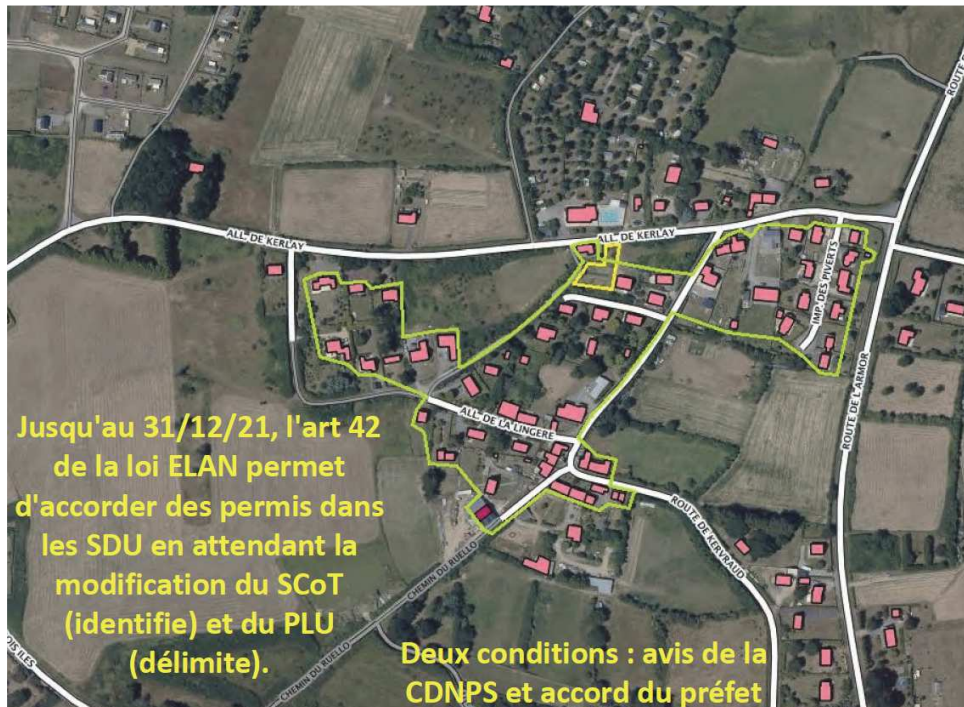 ROUTE DE
ALL. DE KERLAY
ALL. DE KERLAY
IMP. DES PIVERTS
ROUTE DE L'ARMOR
ALL. DE LA LINGERE
ROUTE DE KERVRAUD
CHEMIN DU RUELLO
CHEMIN DU RUELLO
OIS ILES
Jusqu'au 31/12/21, l'art 42
de la loi ELAN permet
d'accorder des permis dans
les SDU en attendant la
modification du SCoT
(identifie) et du PLU
(délimite).
Deux conditions : avis de la
CDNPS et accord du préfet